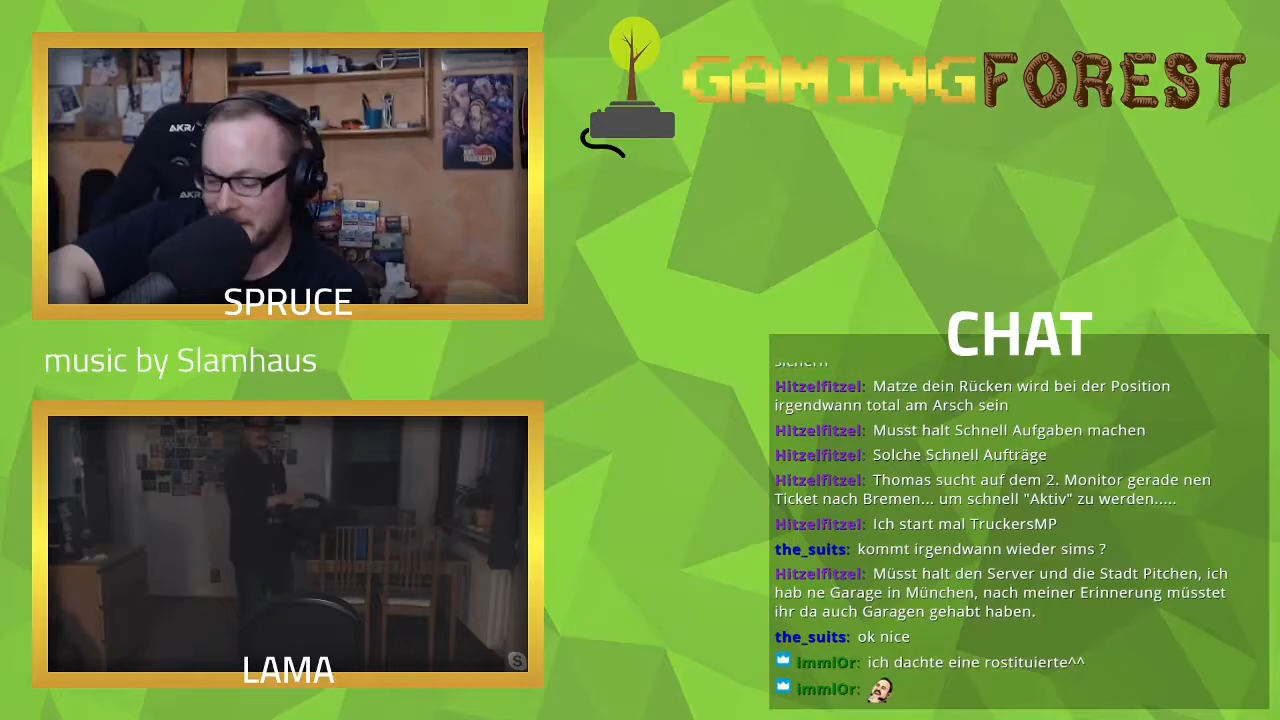 GAMINGFOREST
AKRA
AKR
SPRUCE
music by Slamhaus
LAMA
CHAT
sichern
Hitzelfitzel: Matze dein Rücken wird bei der Position
irgendwann total am Arsch sein
Hitzelfitzel: Musst halt Schnell Aufgaben machen
Hitzelfitzel: Solche Schnell Aufträge
Hitzelfitzel: Thomas sucht auf dem 2. Monitor gerade nen
Ticket nach Bremen... um schnell "Aktiv" zu werden.....
Hitzelfitzel: Ich start mal TruckersMP
the_suits: kommt irgendwann wieder sims ?
Hitzelfitzel: Müsst halt den Server und die Stadt Pitchen, ich
hab ne Garage in München, nach meiner Erinnerung müsstet
ihr da auch Garagen gehabt haben.
the_suits: ok nice
immlOr: ich dachte eine rostituierte^^
immlOr: